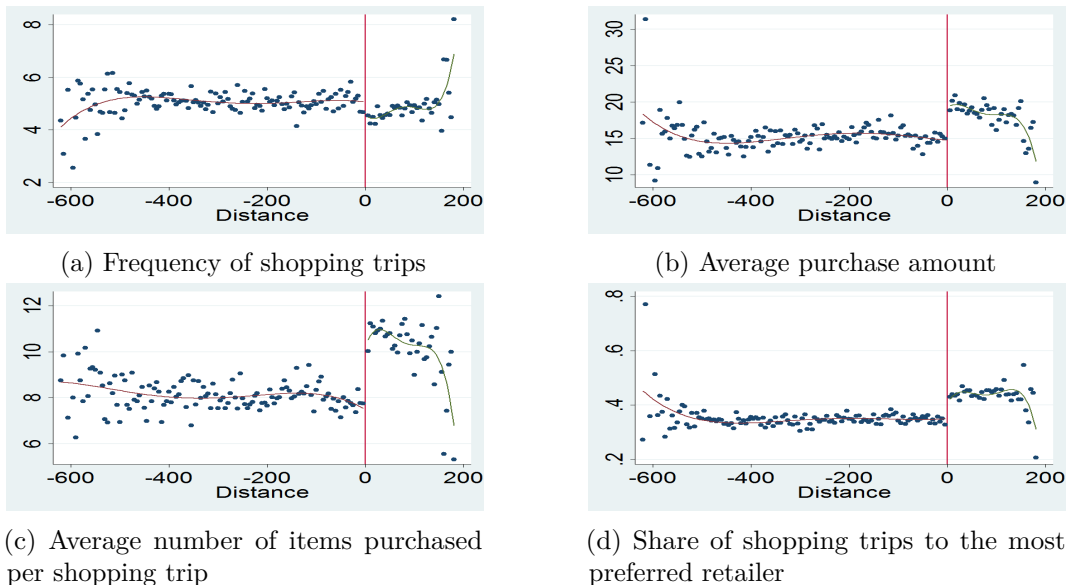 8
6
4
2
-600 -400 -200 0 200
Distance
(a) Frequency of shopping trips
30
25
20
15
10
-600 -400 -200 0 200
Distance
(b) Average purchase amount
12
10
8
6
-600 -400 -200 0 200
Distance
(c) Average number of items purchased
per shopping trip
.8
.6
.4
.2
-600 -400 -200 0 200
Distance
(d) Share of shopping trips to the most
preferred retailer